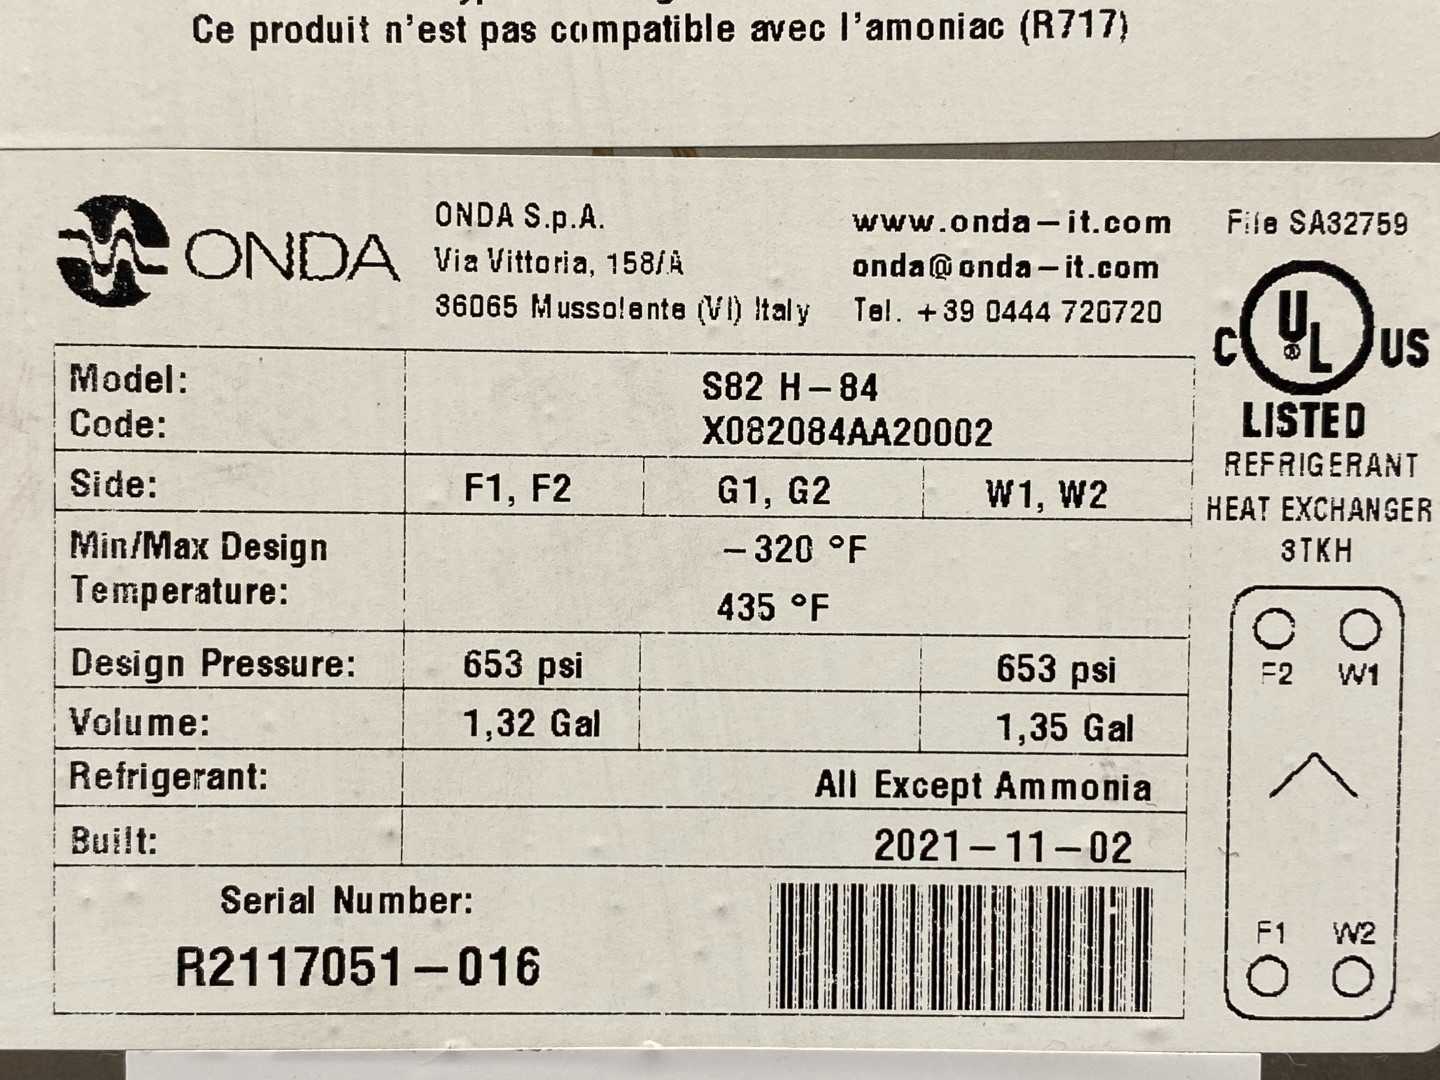 Ce produit n'est pas compatible avec l'amoniac (R717)
ONDA
ONDA S.p.A.
Via Vittoria, 158/A
36065 Mussolente (VI) Italy
www.onda-it.com
onda@onda-it.com
Tel. +39 0444 720720
File SA32759
C UL ® US
LISTED
REFRIGERANT
HEAT EXCHANGER
3TKH
Model: S82 H-84
Code: X082084AA20002
Side: F1, F2 G1, G2 W1, W2
Min/Max Design -320 °F
Temperature: 435 °F
Design Pressure: 653 psi 653 psi
Volume: 1,32 Gal 1,35 Gal
Refrigerant: All Except Ammonia
Built: 2021-11-02
Serial Number:
R2117051-016
F2 W1
F1 W2